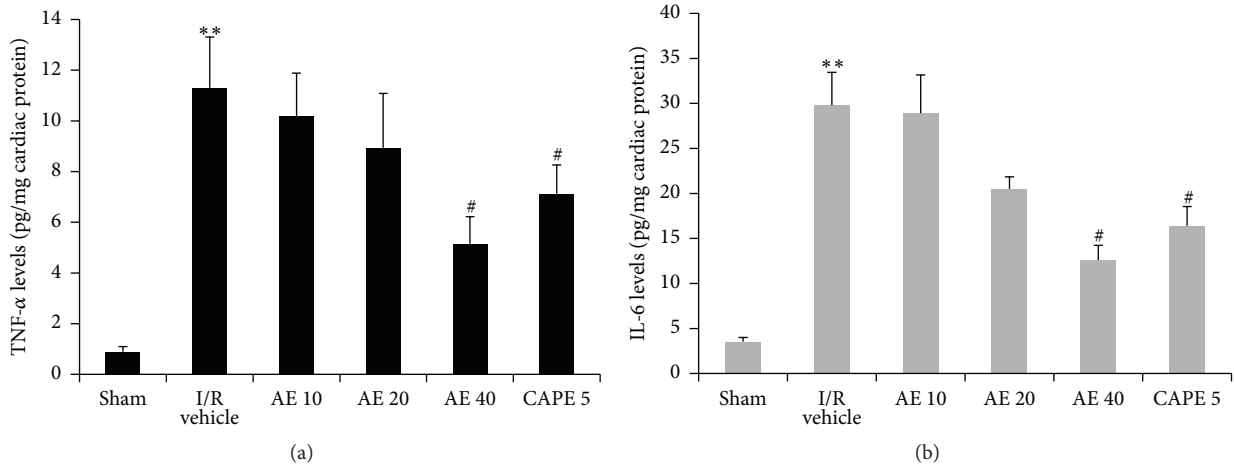 TNF-α levels (pg/mg cardiac protein)
14
12
10
8
6
4
2
0
**
#
#
Sham
I/R vehicle
AE 10
AE 20
AE 40
CAPE 5
(a)
IL-6 levels (pg/mg cardiac protein)
40
35
30
25
20
15
10
5
0
**
#
#
Sham
I/R
vehicle
AE 10
AE 20
AE 40
CAPE 5
(b)